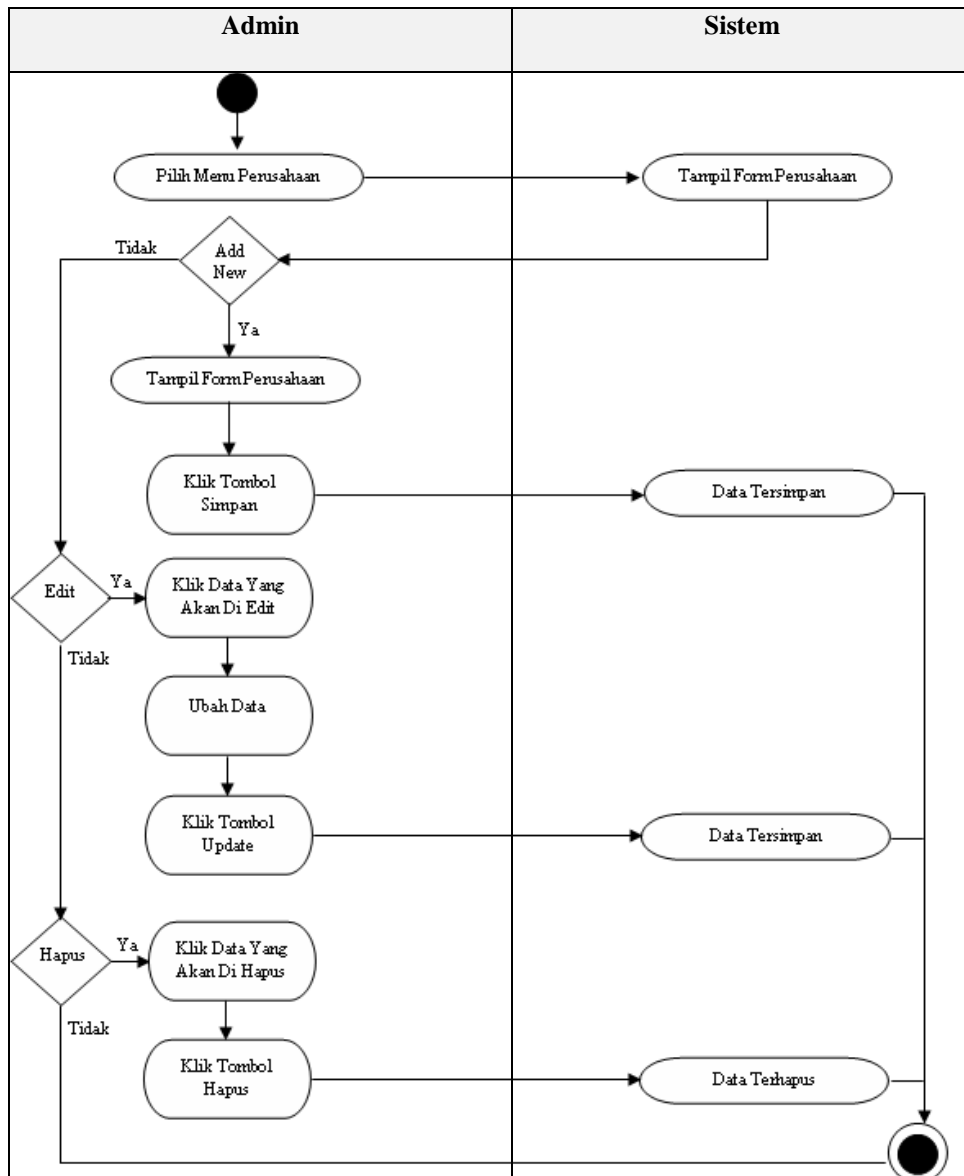 Admin
Sistem
Pilih Menu Perusahaan
Tampil Form Perusahaan
Tidak
Add
New
Ya
Tampil Form Perusahaan
Klik Tombol
Simpan
Data Tersimpan
Edit
Ya
Klik Data Yang
Akan Di Edit
Tidak
Ubah Data
Klik Tombol
Update
Data Tersimpan
Hapus
Ya
Klik Data Yang
Akan Di Hapus
Tidak
Klik Tombol
Hapus
Data Terhapus